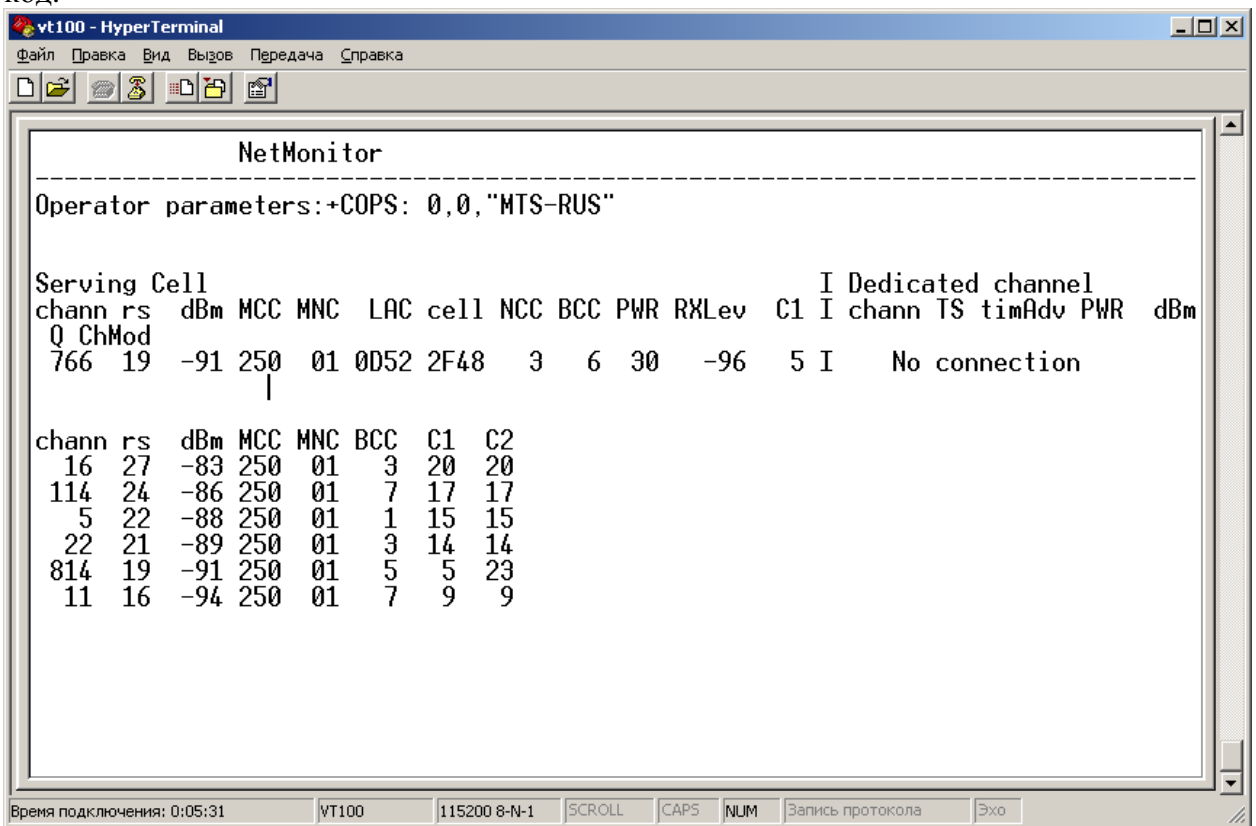 код.
vt100 - HyperTerminal
Файл Правка Вид Вызов Передача Справка
NetMonitor
--------------------------------------------------------------------------------
Operator parameters:+COPS: 0,0,"MTS-RUS"
Serving Cell I Dedicated channel
chann rs dBm MCC MNC LAC cell NCC BCC PWR RXLev C1 I chann TS timAdv PWR dBm
Q ChMod
766 19 -91 250 01 0D52 2F48 3 6 30 -96 5 I No connection
chann rs dBm MCC MNC BCC C1 C2
16 27 -83 250 01 3 20 20
114 24 -86 250 01 7 17 17
5 22 -88 250 01 1 15 15
22 21 -89 250 01 3 14 14
814 19 -91 250 01 5 5 23
11 16 -94 250 01 7 9 9
Время подключения: 0:05:31 VT100 115200 8-N-1 SCROLL CAPS NUM Запись протокола Эхо